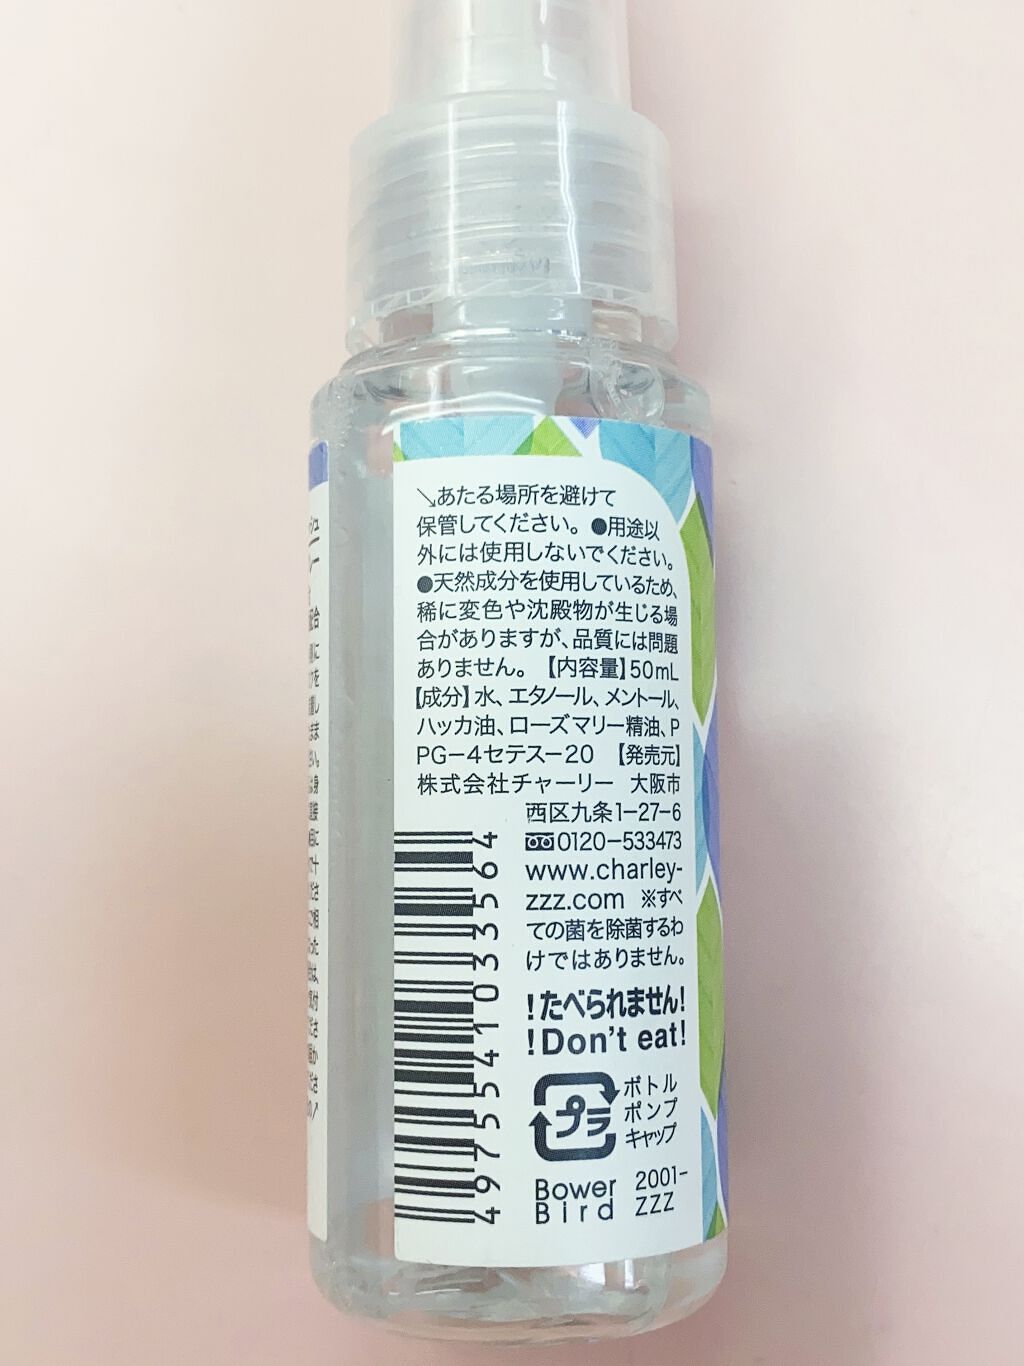 ↘あたる場所を避けて
保管してください。●用途以
外には使用しないでください。
●天然成分を使用しているため、
稀に変色や沈殿物が生じる場
合がありますが、品質には問題
ありません。【内容量】50mL
【成分】水、エタノール、メントール、
ハッカ油、ローズマリー精油、P
PG−4セテス−20 【発売元】
株式会社チャーリー 大阪市
西区九条1−27−6
0120−533473
www.charley-
zzz.com ※すべ
ての菌を除菌するわ
けではありません。
!たべられません!
!Don't eat!
プラ
ボトル
ポンプ
キャップ
Bower
Bird
2001-
ZZZ
4975541033564